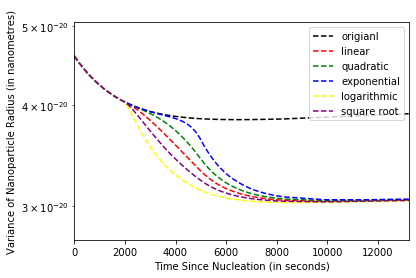 5 × 10⁻²⁰
4 × 10⁻²⁰
3 × 10⁻²⁰
Variance of Nanoparticle Radius (in nanometres)
origianl
linear
quadratic
exponential
logarithmic
square root
0 2000 4000 6000 8000 10000 12000
Time Since Nucleation (in seconds)